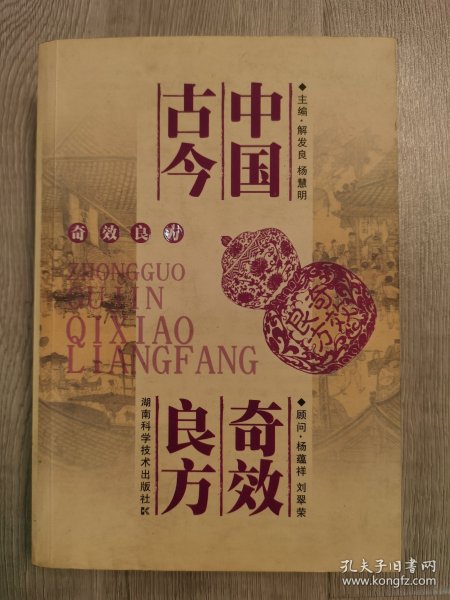 中国
古今
奇效
良方
◆主编·解发良 杨慧明
◆顾问·杨蕴祥 刘翠荣
奇效良
ZHONGGUO
GUJIN
QIXIAO
LIANGFANG
奇效
良方
湖南科学技术出版社
孔夫子旧书网
www.kongfz.com